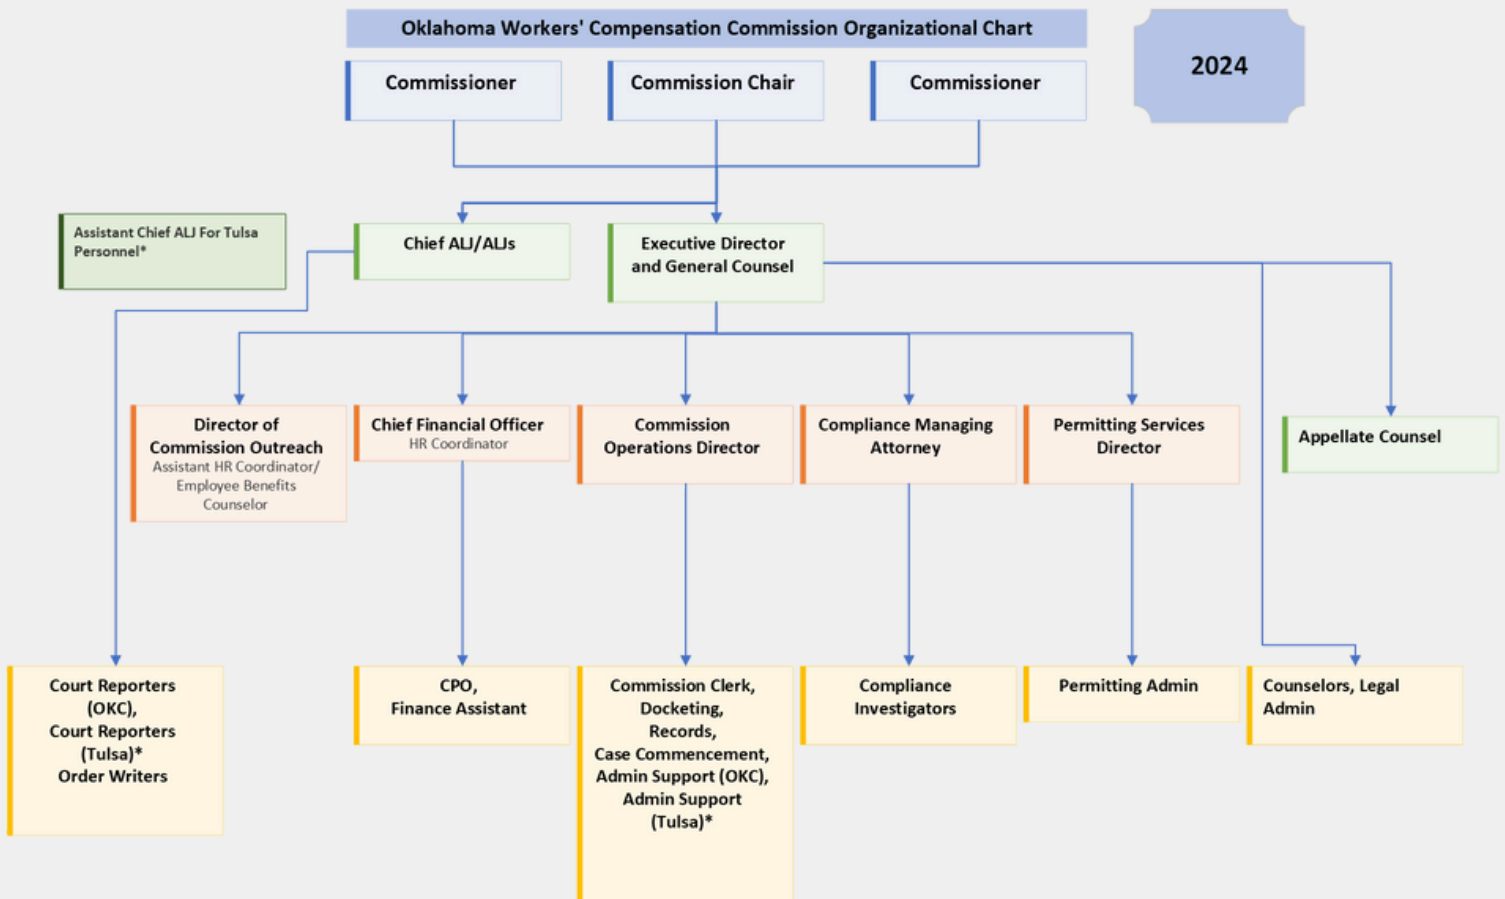 Oklahoma Workers' Compensation Commission Organizational Chart
2024
Commissioner
Commission Chair
Commissioner
Assistant Chief ALJ For Tulsa
Personnel*
Chief ALJ/ALJs
Executive Director
and General Counsel
Director of
Commission Outreach
Assistant HR Coordinator/
Employee Benefits
Counselor
Chief Financial Officer
HR Coordinator
Commission
Operations Director
Compliance Managing
Attorney
Permitting Services
Director
Appellate Counsel
Court Reporters
(OKC),
Court Reporters
(Tulsa)*
Order Writers
CPO,
Finance Assistant
Commission Clerk,
Docketing,
Records,
Case Commencement,
Admin Support (OKC),
Admin Support
(Tulsa)*
Compliance
Investigators
Permitting Admin
Counselors, Legal
Admin